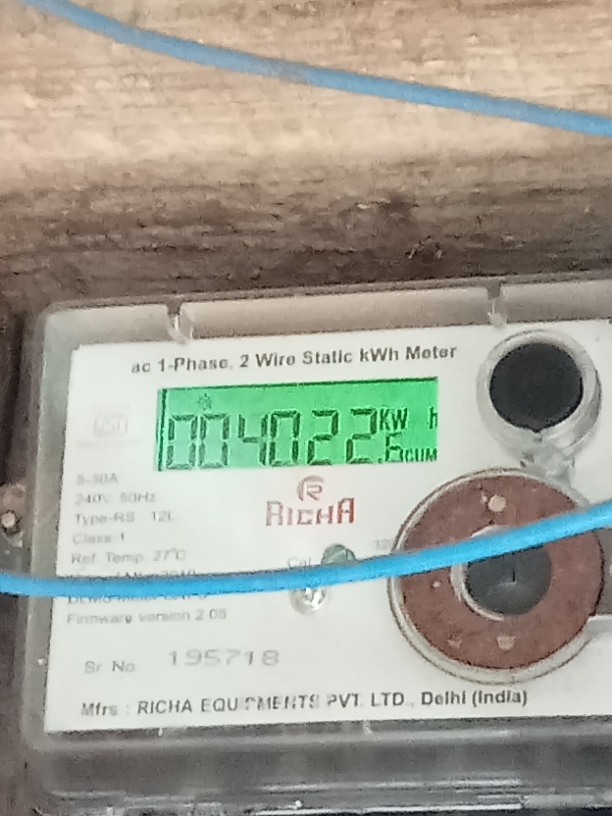 ac 1-Phase, 2 Wire Static kWh Meter
004022.6 KW h
CUM
5-30A
240V 50Hz
Type-RS 12L
Class 1
Ref. Temp. 27°C
RICHA
Cal
Firmware version 2.05
Sr No. 195718
Mfrs : RICHA EQUIPMENTS PVT. LTD., Delhi (India)